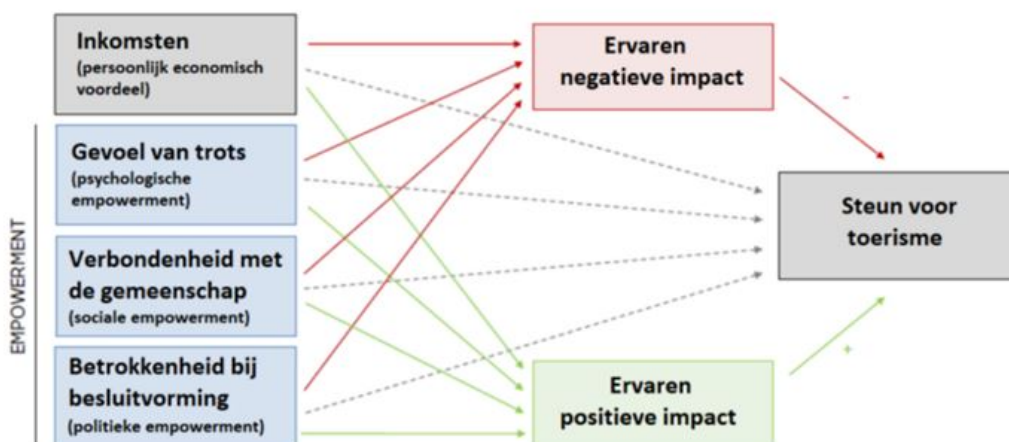 Inkomsten
(persoonlijk economisch
voordeel)
EMPOWERMENT
Gevoel van trots
(psychologische
empowerment)
Verbondenheid met
de gemeenschap
(sociale empowerment)
Betrokkenheid bij
besluitvorming
(politieke empowerment)
Ervaren
negatieve impact
-
Steun voor
toerisme
+
Ervaren
positieve impact